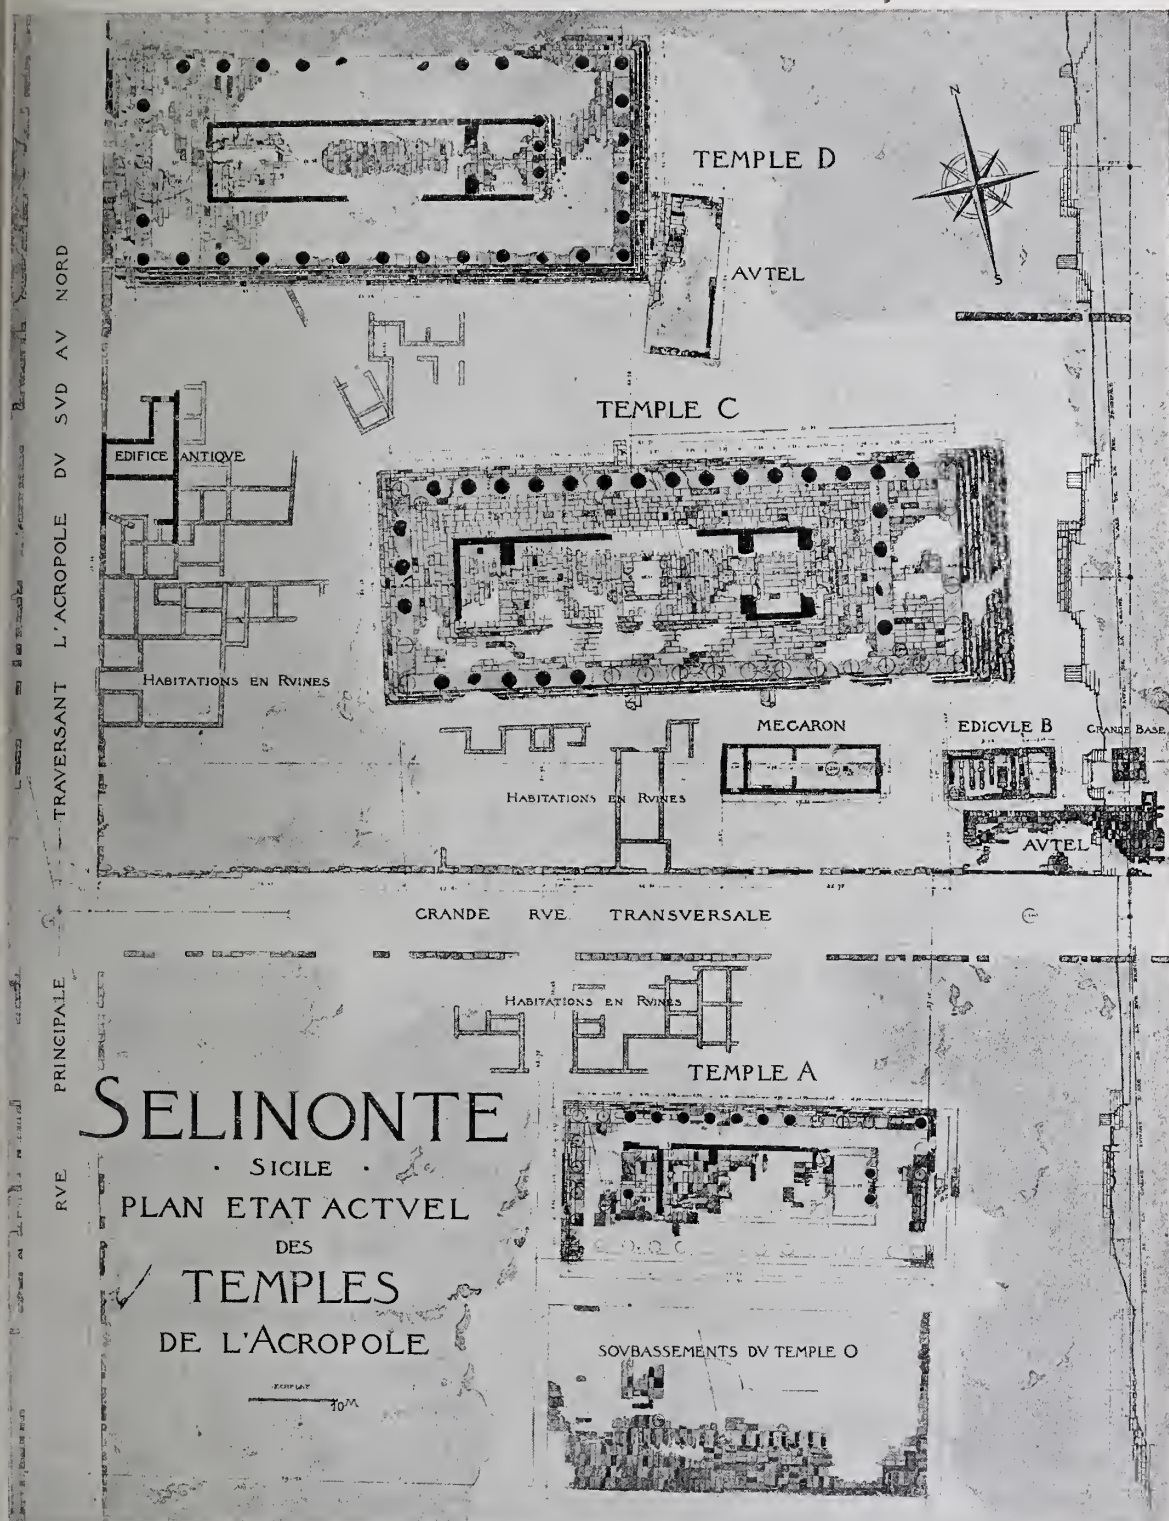 N
S
TEMPLE D
AVTEL
TEMPLE C
EDIFICE ANTIQVE
HABITATIONS EN RVINES
MEGARON
EDICVLE B
GRANDE BASE
HABITATIONS EN RVINES
AVTEL
GRANDE RVE TRANSVERSALE
HABITATIONS EN RVINES
TEMPLE A
RVE PRINCIPALE TRAVERSANT L'ACROPOLE DV SVD AV NORD
SELINONTE
· SICILE ·
PLAN ETAT ACTVEL
DES
TEMPLES
DE L'ACROPOLE
10M
SOVBASSEMENTS DV TEMPLE O